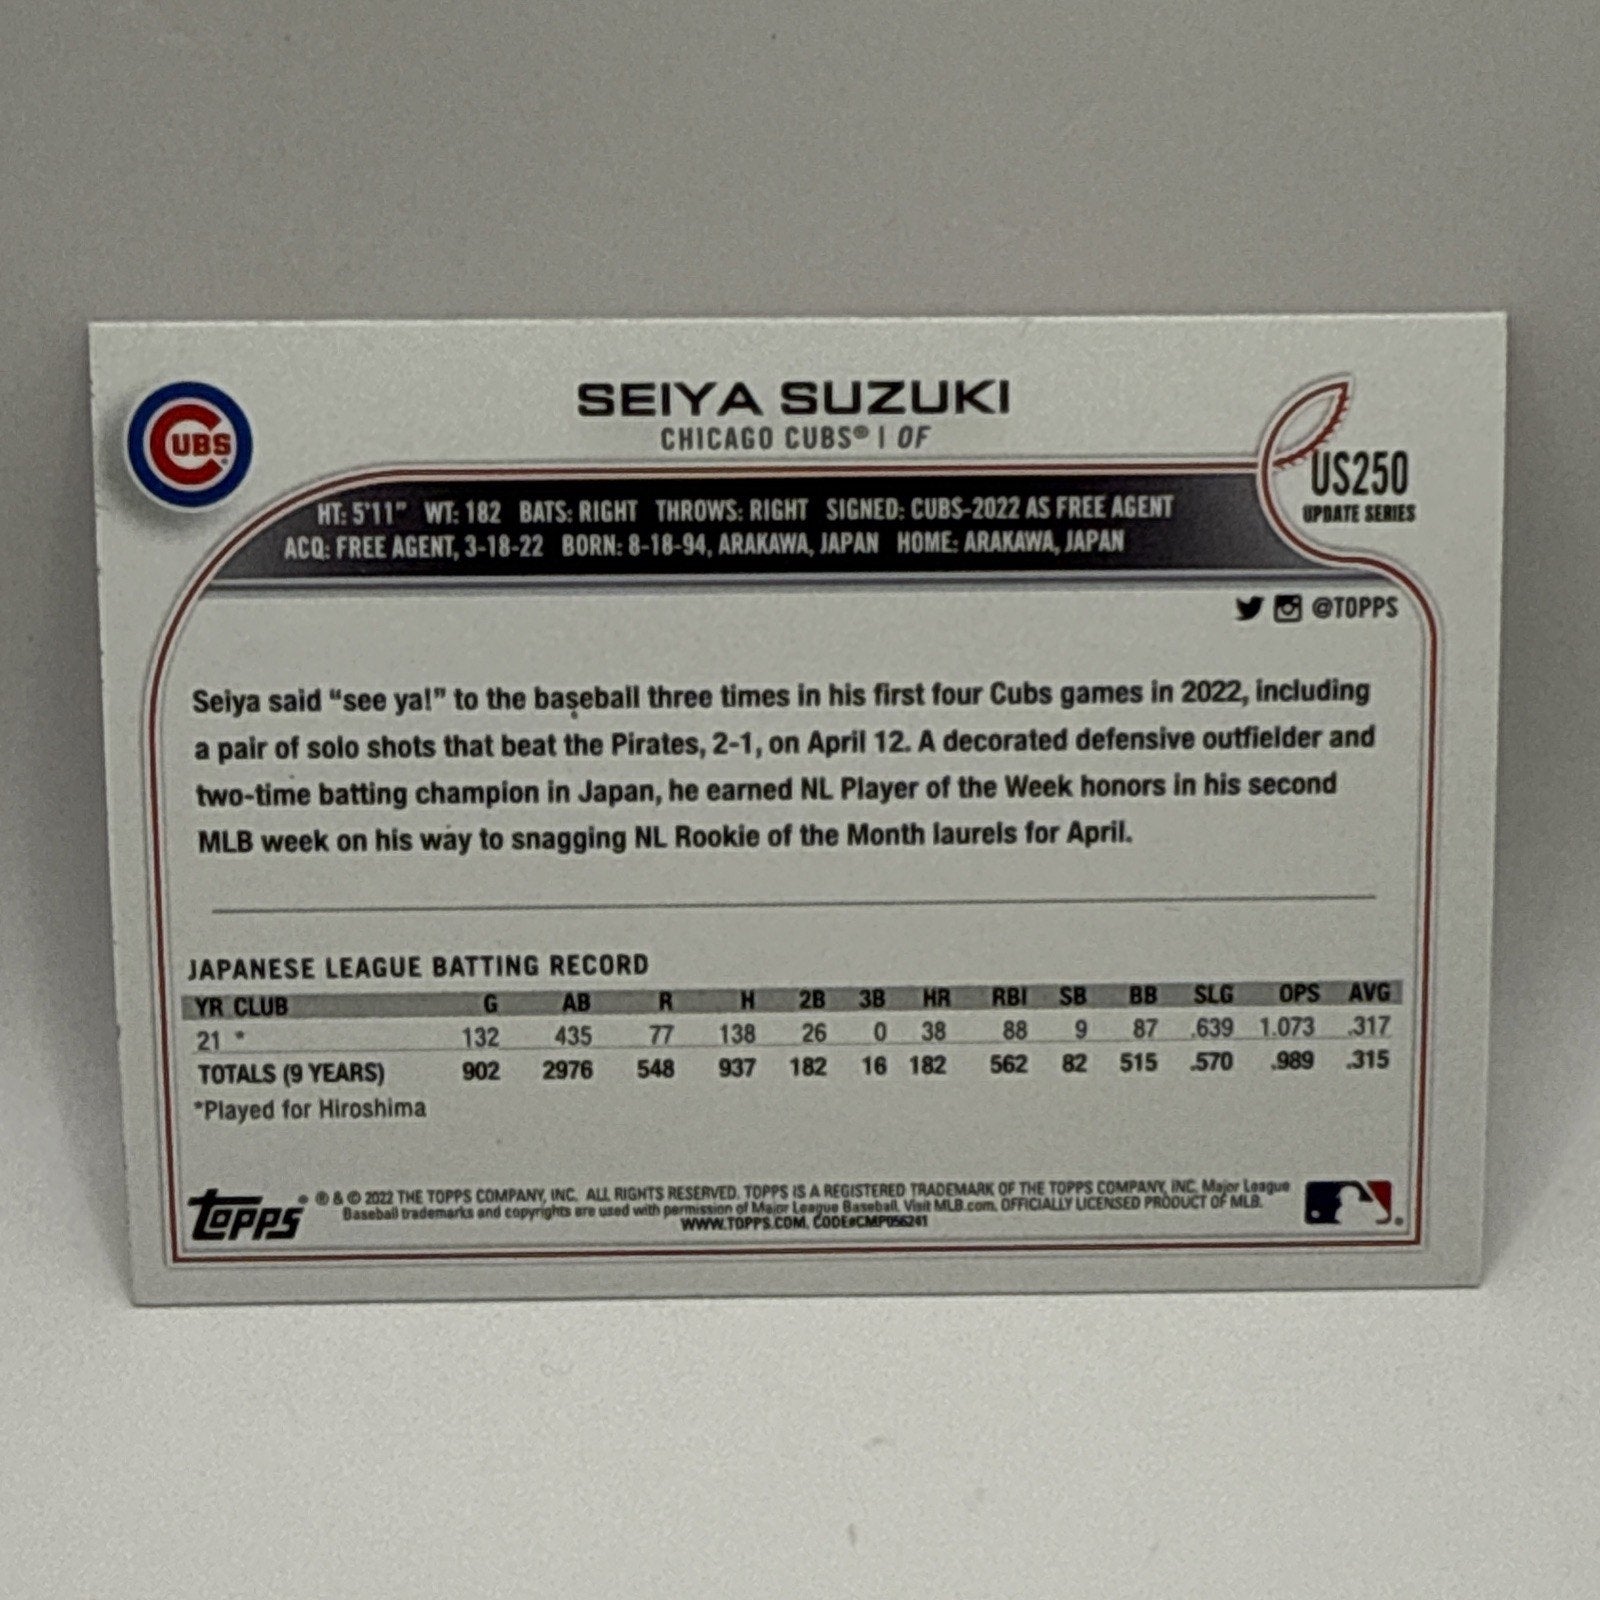 SEIYA SUZUKI
CHICAGO CUBS® | OF
CUBS
US250
UPDATE SERIES
HT: 5'11" WT: 182 BATS: RIGHT THROWS: RIGHT SIGNED: CUBS-2022 AS FREE AGENT
ACQ: FREE AGENT, 3-18-22 BORN: 8-18-94, ARAKAWA, JAPAN HOME: ARAKAWA, JAPAN
@TOPPS
Seiya said “see ya!” to the baseball three times in his first four Cubs games in 2022, including
a pair of solo shots that beat the Pirates, 2-1, on April 12. A decorated defensive outfielder and
two-time batting champion in Japan, he earned NL Player of the Week honors in his second
MLB week on his way to snagging NL Rookie of the Month laurels for April.
JAPANESE LEAGUE BATTING RECORD
YR CLUB G AB R H 2B 3B HR RBI SB BB SLG OPS AVG
21 * 132 435 77 138 26 0 38 88 9 87 .639 1.073 .317
TOTALS (9 YEARS) 902 2976 548 937 182 16 182 562 82 515 .570 .989 .315
*Played for Hiroshima
TOPPS
® & © 2022 THE TOPPS COMPANY, INC. ALL RIGHTS RESERVED. TOPPS IS A REGISTERED TRADEMARK OF THE TOPPS COMPANY, INC. Major League
Baseball trademarks and copyrights are used with permission of Major League Baseball. Visit MLB.com. OFFICIALLY LICENSED PRODUCT OF MLB.
WWW.TOPPS.COM. CODE#CMP056241